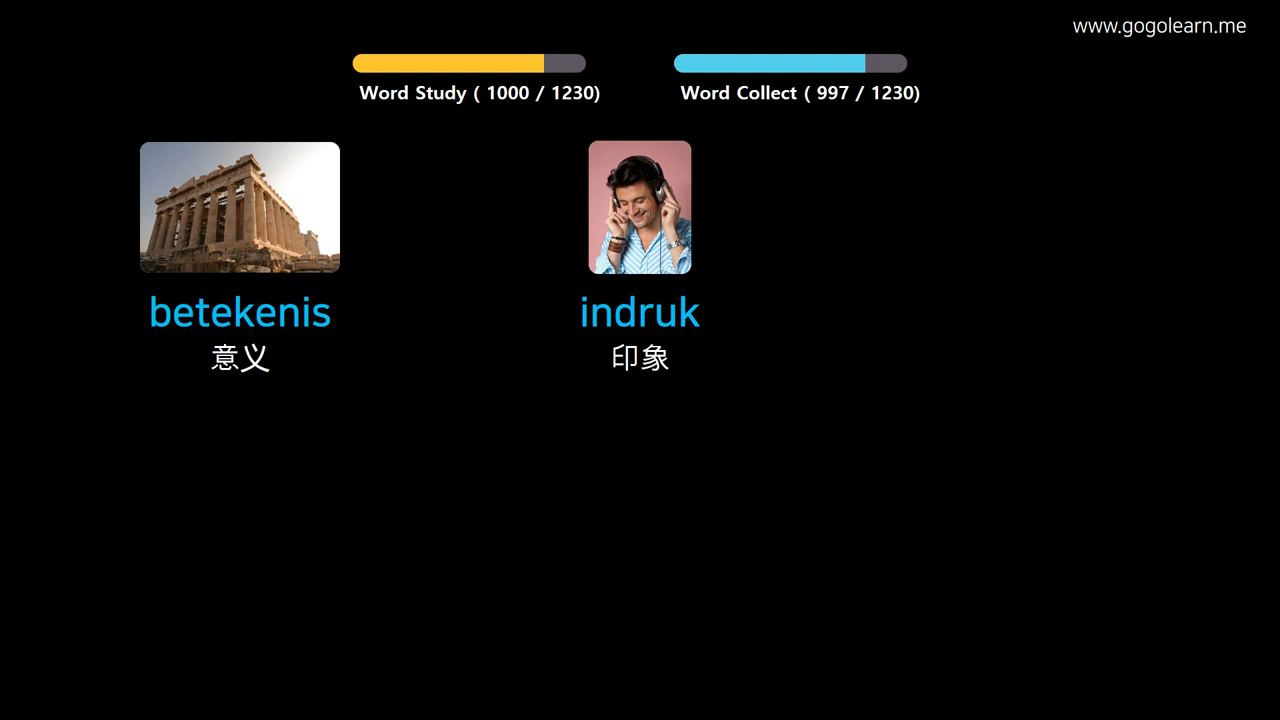 www.gogolearn.me
Word Study ( 1000 / 1230)
Word Collect ( 997 / 1230)
betekenis
意义
indruk
印象